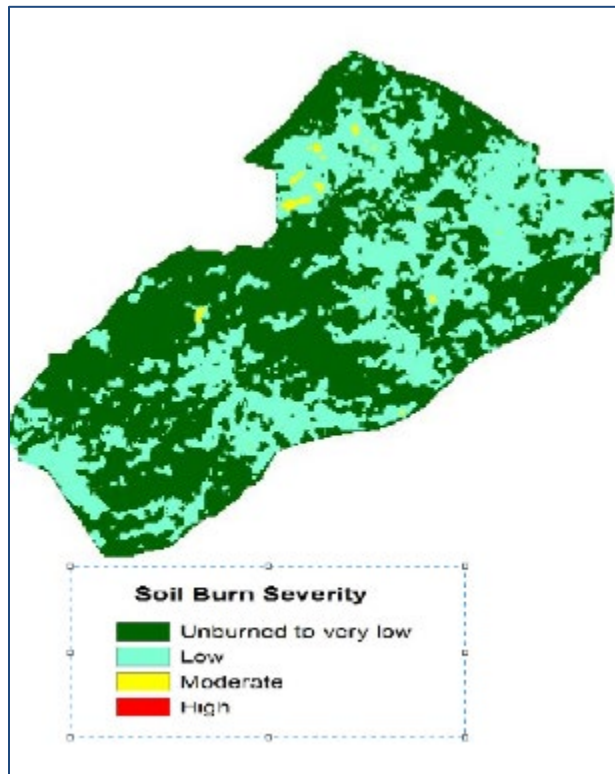 Soil Burn Severity
Unburned to very low
Low
Moderate
High